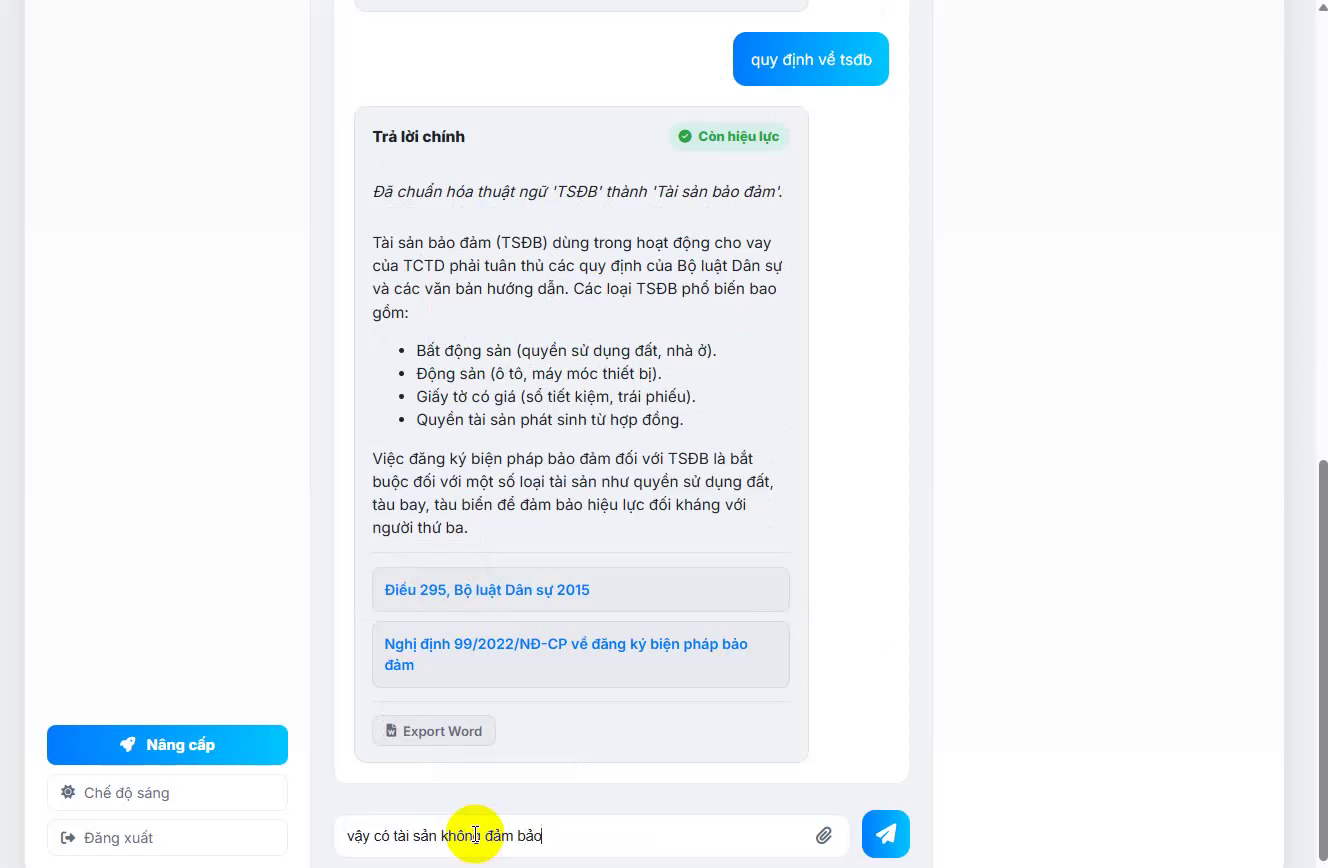 quy định về tsđb
Trả lời chính
Còn hiệu lực
Đã chuẩn hóa thuật ngữ 'TSĐB' thành 'Tài sản bảo đảm'.
Tài sản bảo đảm (TSĐB) dùng trong hoạt động cho vay
của TCTD phải tuân thủ các quy định của Bộ luật Dân sự
và các văn bản hướng dẫn. Các loại TSĐB phổ biến bao
gồm:
• Bất động sản (quyền sử dụng đất, nhà ở).
• Động sản (ô tô, máy móc thiết bị).
• Giấy tờ có giá (sổ tiết kiệm, trái phiếu).
• Quyền tài sản phát sinh từ hợp đồng.
Việc đăng ký biện pháp bảo đảm đối với TSĐB là bắt
buộc đối với một số loại tài sản như quyền sử dụng đất,
tàu bay, tàu biển để đảm bảo hiệu lực đối kháng với
người thứ ba.
Điều 295, Bộ luật Dân sự 2015
Nghị định 99/2022/NĐ-CP về đăng ký biện pháp bảo
đảm
Export Word
Nâng cấp
Chế độ sáng
Đăng xuất
vậy có tài sản không đảm bảo